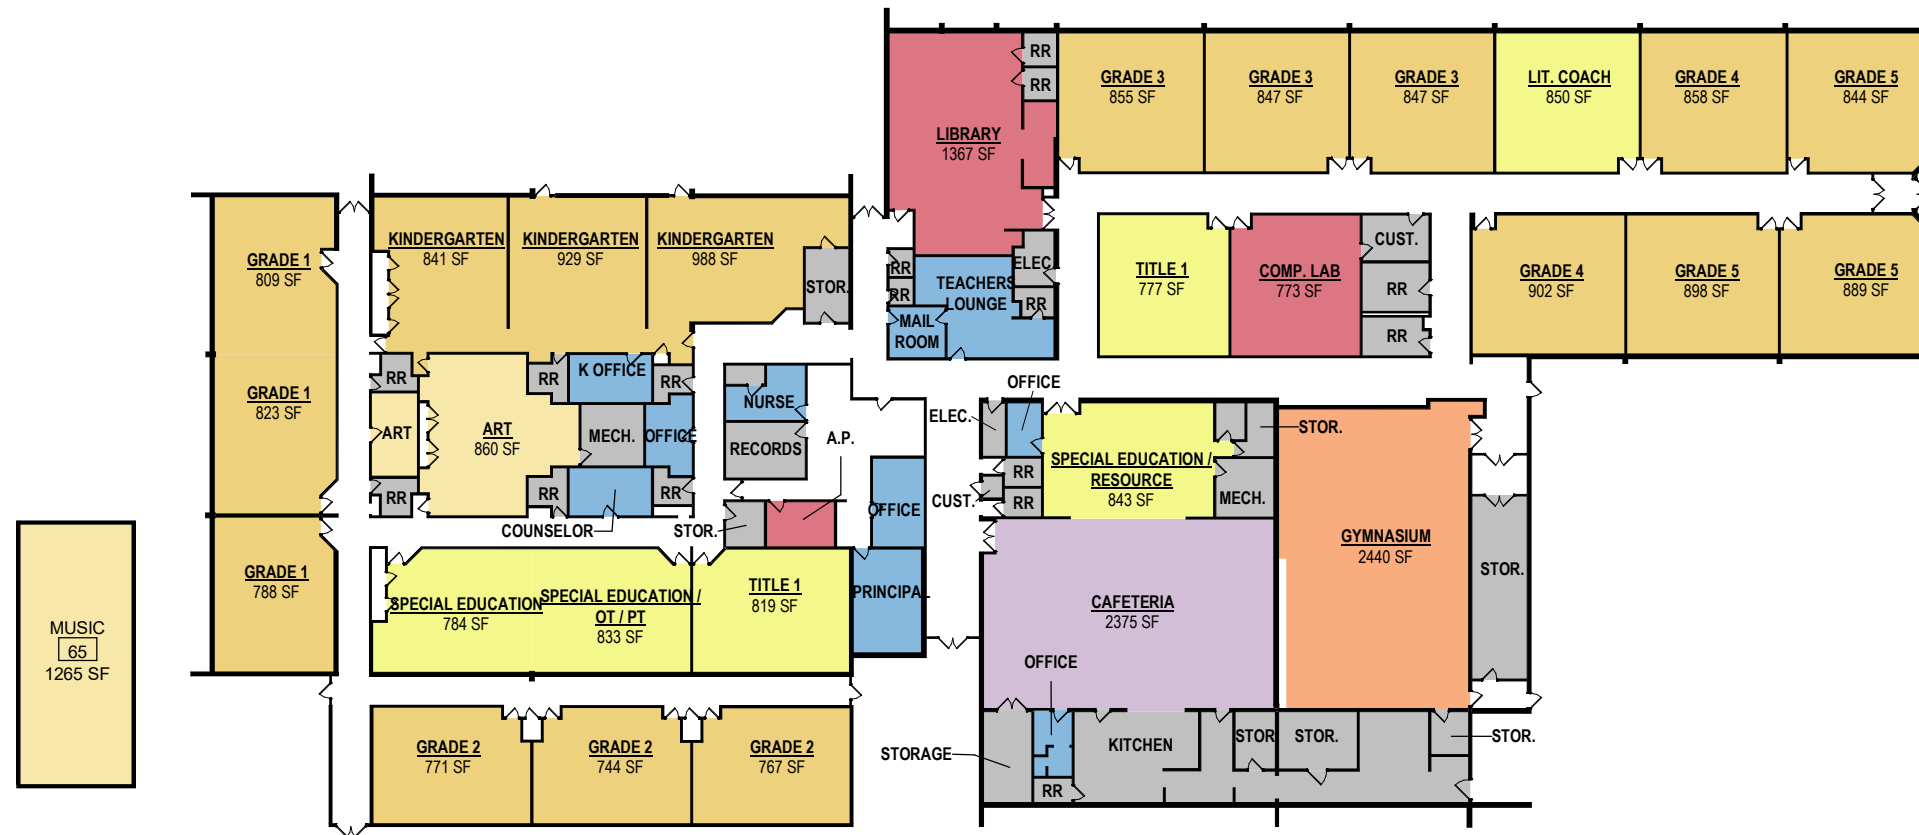 RR
RR
GRADE 3
855 SF
GRADE 3
847 SF
GRADE 3
847 SF
LIT. COACH
850 SF
GRADE 4
858 SF
GRADE 5
844 SF
LIBRARY
1367 SF
GRADE 1
809 SF
KINDERGARTEN
841 SF
KINDERGARTEN
929 SF
KINDERGARTEN
988 SF
STOR.
RR
RR
TEACHERS
LOUNGE
ELEC.
RR
MAIL
ROOM
TITLE 1
777 SF
COMP. LAB
773 SF
CUST.
RR
RR
GRADE 4
902 SF
GRADE 5
898 SF
GRADE 5
889 SF
GRADE 1
823 SF
RR
ART
RR
ART
860 SF
RR
K OFFICE
RR
MECH.
OFFICE
RR
RR
COUNSELOR
NURSE
RECORDS
A.P.
STOR.
OFFICE
PRINCIPAL
OFFICE
ELEC.
RR
CUST.
RR
SPECIAL EDUCATION /
RESOURCE
843 SF
STOR.
MECH.
GYMNASIUM
2440 SF
STOR.
MUSIC
65
1265 SF
GRADE 1
788 SF
SPECIAL EDUCATION
784 SF
SPECIAL EDUCATION /
OT / PT
833 SF
TITLE 1
819 SF
CAFETERIA
2375 SF
OFFICE
GRADE 2
771 SF
GRADE 2
744 SF
GRADE 2
767 SF
STORAGE
RR
KITCHEN
STOR
STOR.
STOR.